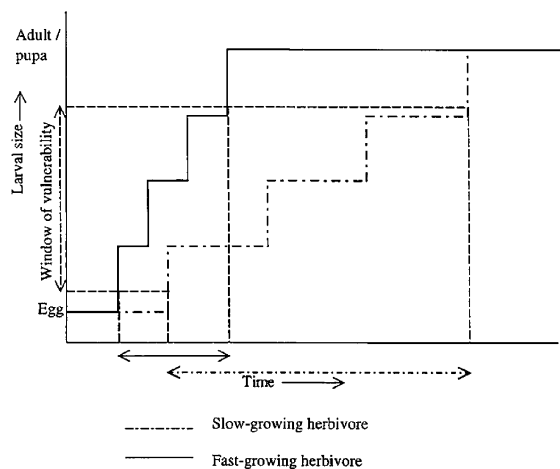 Adult /
pupa
Larval size
Window of vulnerability
Egg
Time
Slow-growing herbivore
Fast-growing herbivore